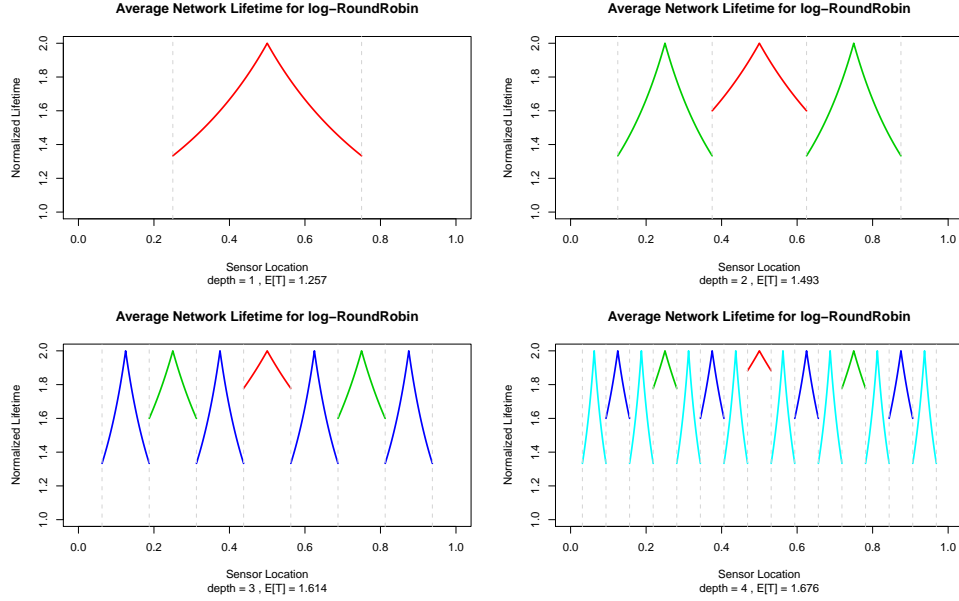 Average Network Lifetime for log−RoundRobin
Normalized Lifetime
2.0
1.8
1.6
1.4
1.2
1.0
0.0 0.2 0.4 0.6 0.8 1.0
Sensor Location
depth = 1 , E[T] = 1.257
Average Network Lifetime for log−RoundRobin
Normalized Lifetime
2.0
1.8
1.6
1.4
1.2
1.0
0.0 0.2 0.4 0.6 0.8 1.0
Sensor Location
depth = 2 , E[T] = 1.493
Average Network Lifetime for log−RoundRobin
Normalized Lifetime
2.0
1.8
1.6
1.4
1.2
1.0
0.0 0.2 0.4 0.6 0.8 1.0
Sensor Location
depth = 3 , E[T] = 1.614
Average Network Lifetime for log−RoundRobin
Normalized Lifetime
2.0
1.8
1.6
1.4
1.2
1.0
0.0 0.2 0.4 0.6 0.8 1.0
Sensor Location
depth = 4 , E[T] = 1.676